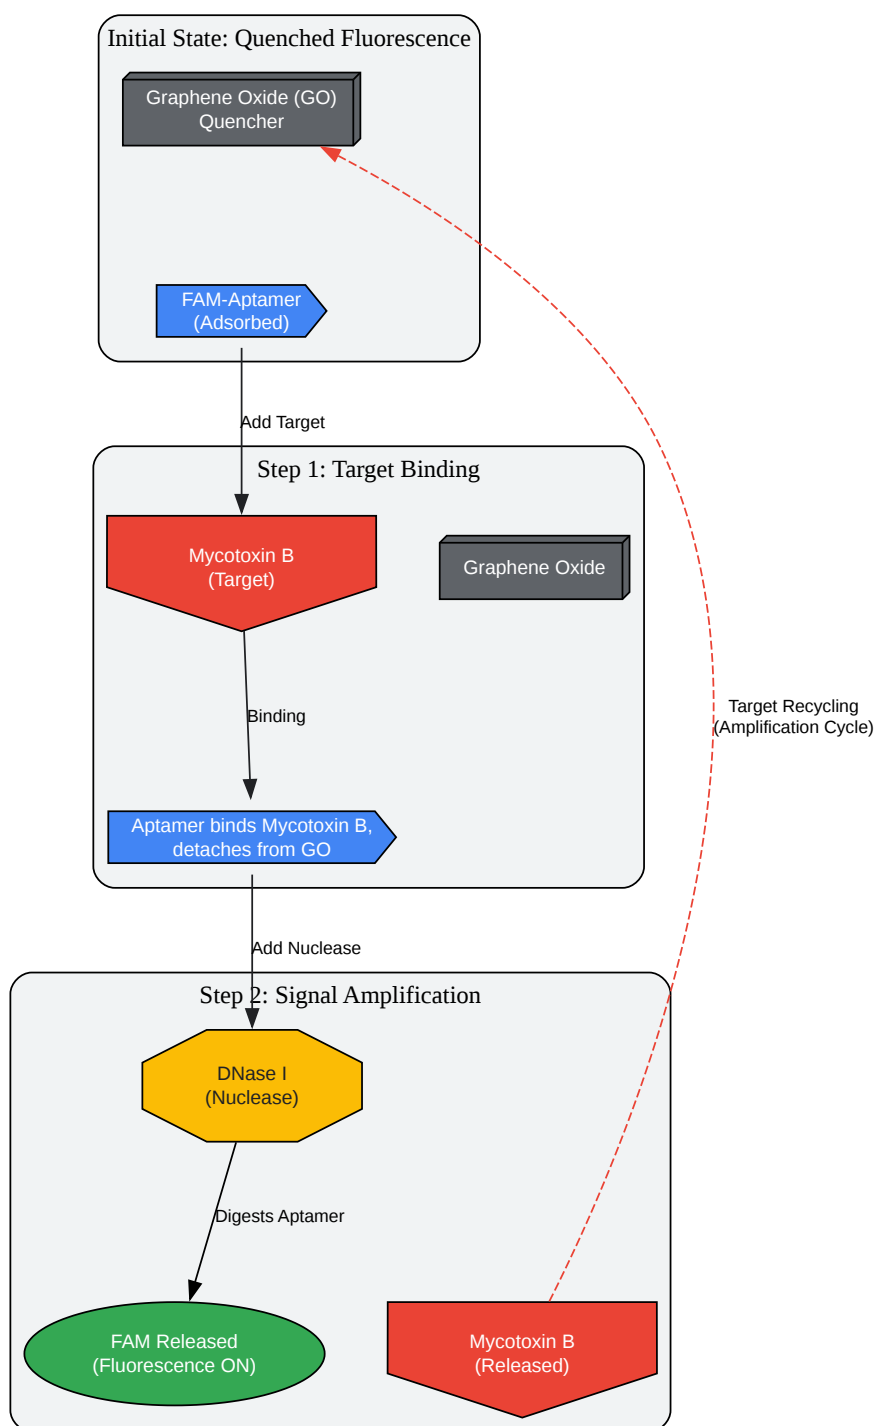 Initial State: Quenched Fluorescence
Graphene Oxide (GO)
Quencher
FAM-Aptamer
(Adsorbed)
Add Target
Step 1: Target Binding
Mycotoxin B
(Target)
Graphene Oxide
Binding
Target Recycling
(Amplification Cycle)
Aptamer binds Mycotoxin B,
detaches from GO
Add Nuclease
Step 2: Signal Amplification
DNase I
(Nuclease)
Digests Aptamer
FAM Released
(Fluorescence ON)
Mycotoxin B
(Released)